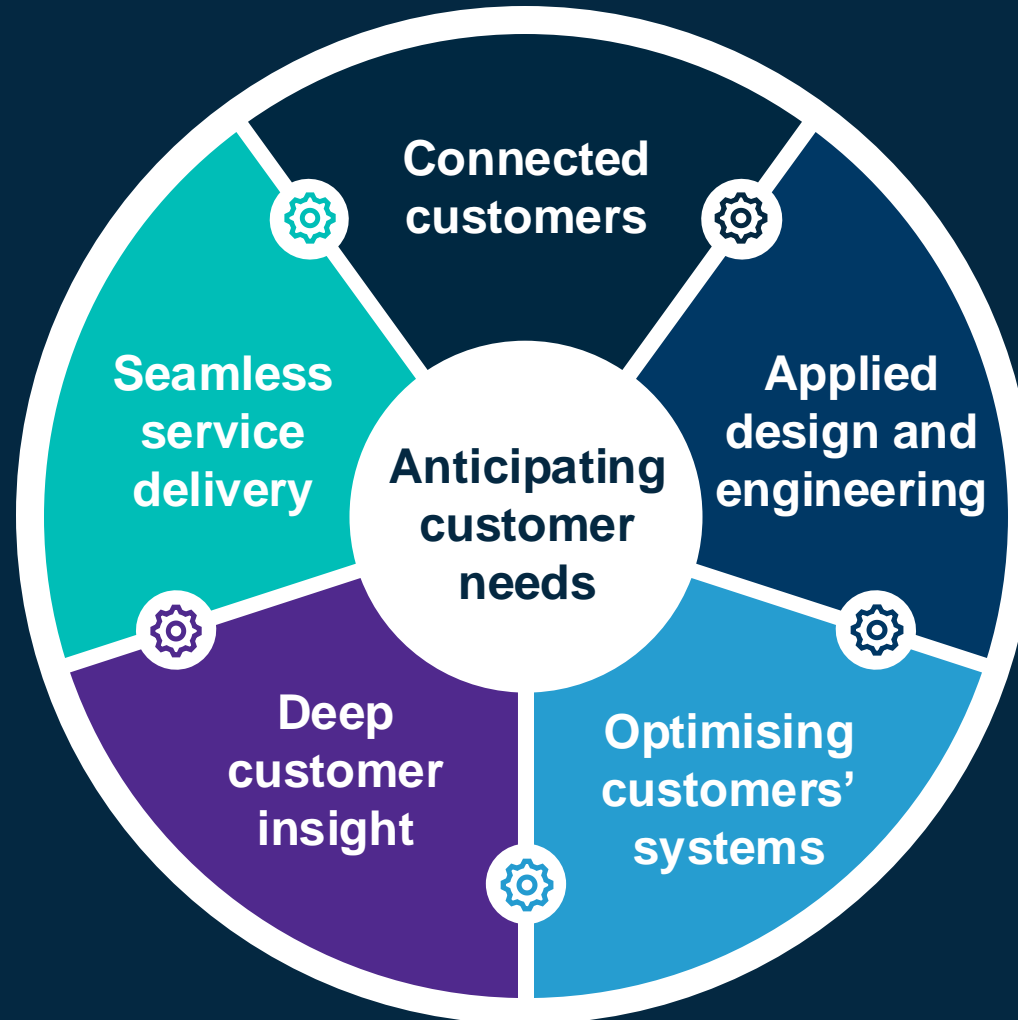 Connected
customers
Applied
design and
engineering
Optimising
customers’
systems
Deep
customer
insight
Seamless
service
delivery
Anticipating
customer
needs